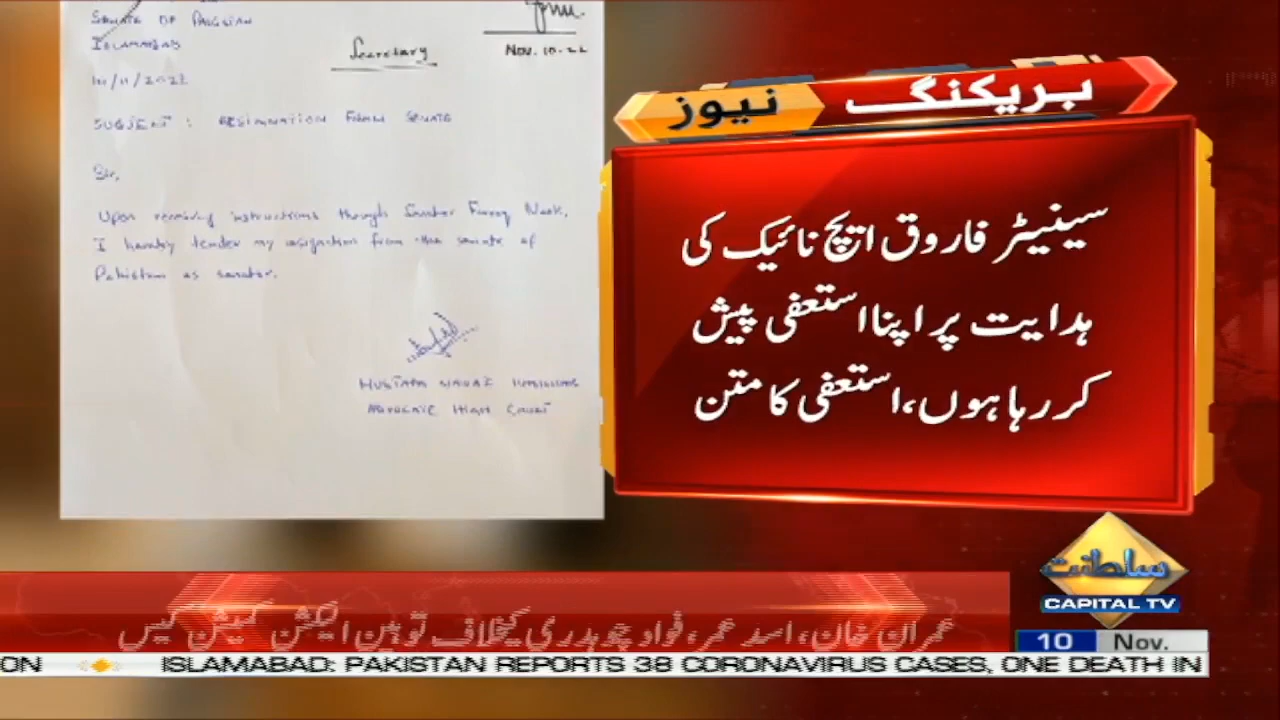 SENATE OF PAKISTAN
ISLAMABAD
10/11/2022
Secretary
Nov. 10-22
SUBJECT : RESIGNATION FROM SENATE
Sir,
Upon receiving instructions through Senator Farooq Naek,
I hereby tender my resignation from the senate of
Pakistan as senator.
MUSTAFA NAWAZ KHOKHAR
ADVOCATE HIGH COURT
بریکنگ نیوز
سینیٹر فاروق ایچ نائیک کی
ہدایت پر اپنا استعفی پیش
کر رہا ہوں، استعفی کا متن
سلطنت
CAPITAL TV
عمران خان، اسد عمر، فواد چوہدری کیخلاف توہین الیکشن کمیشن کیس
10 Nov.
ON ISLAMABAD: PAKISTAN REPORTS 38 CORONAVIRUS CASES, ONE DEATH IN